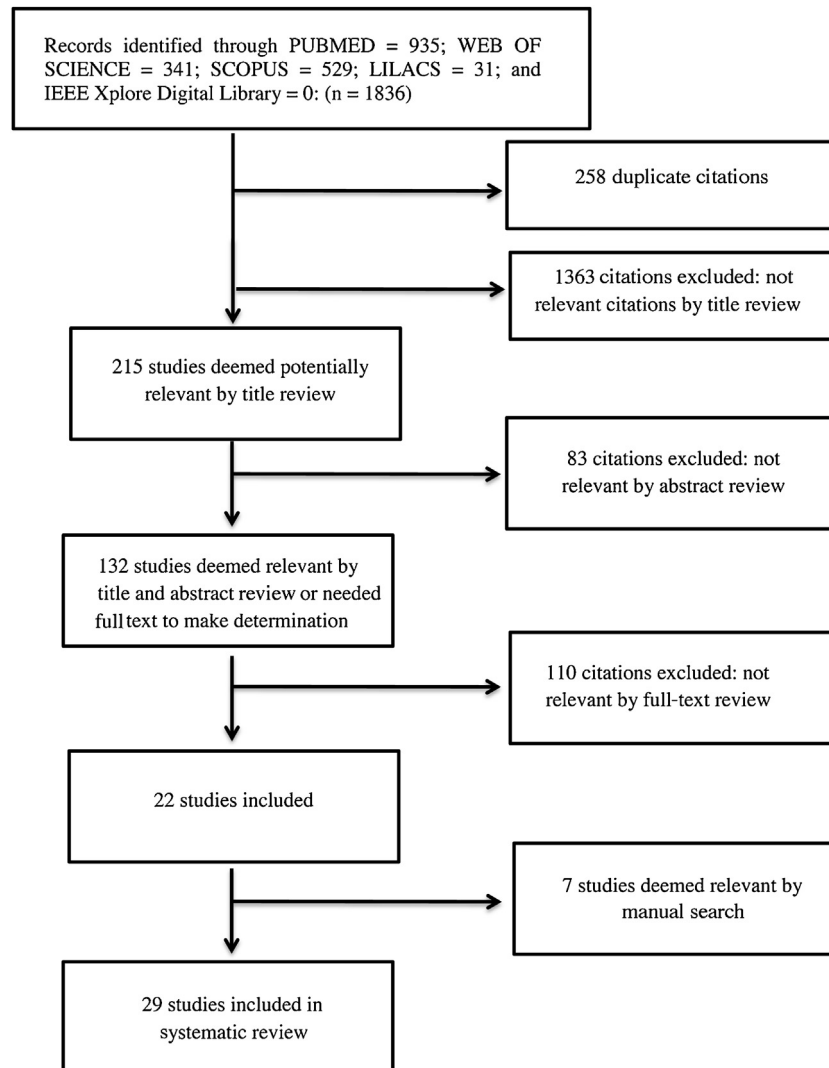 Records identified through PUBMED = 935; WEB OF
SCIENCE = 341; SCOPUS = 529; LILACS = 31; and
IEEE Xplore Digital Library = 0: (n = 1836)
258 duplicate citations
1363 citations excluded: not
relevant citations by title review
215 studies deemed potentially
relevant by title review
83 citations excluded: not
relevant by abstract review
132 studies deemed relevant by
title and abstract review or needed
full text to make determination
110 citations excluded: not
relevant by full-text review
22 studies included
7 studies deemed relevant by
manual search
29 studies included in
systematic review